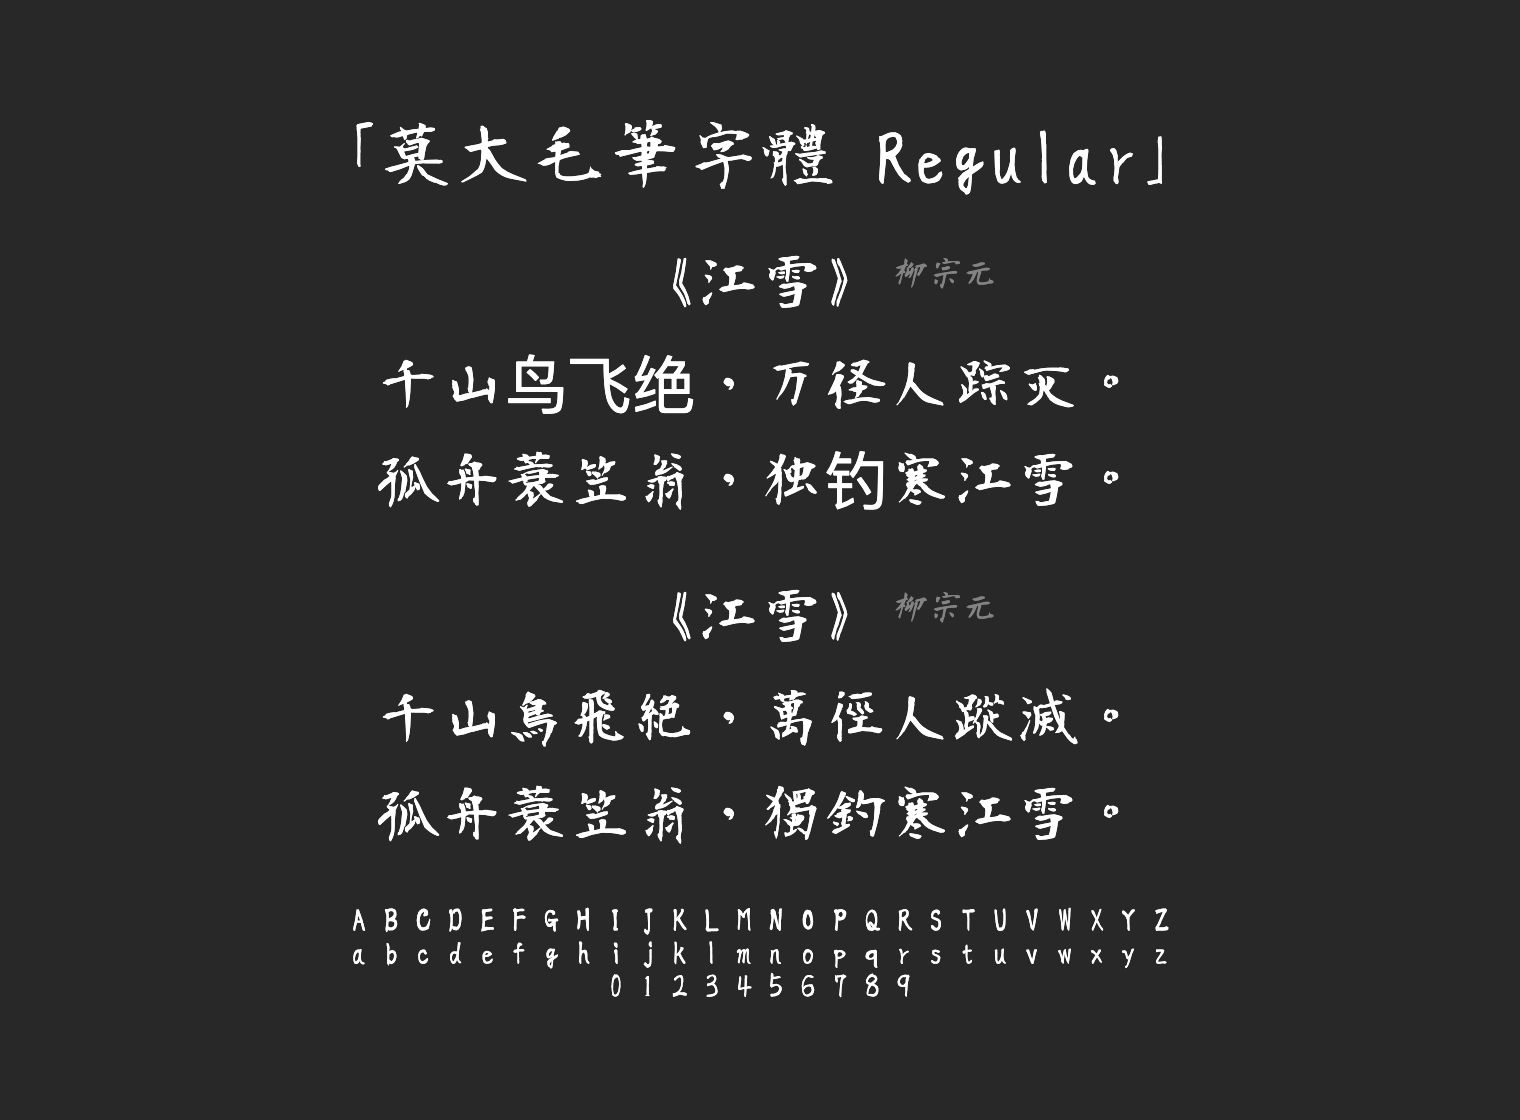 「莫大毛筆字體 Regular」
《江雪》 柳宗元
千山鸟飞绝，万径人踪灭。
孤舟蓑笠翁，独钓寒江雪。
《江雪》 柳宗元
千山鳥飛絕，萬徑人蹤滅。
孤舟蓑笠翁，獨釣寒江雪。
A B C D E F G H I J K L M N O P Q R S T U V W X Y Z
a b c d e f g h i j k l m n o p q r s t u v w x y z
0 1 2 3 4 5 6 7 8 9